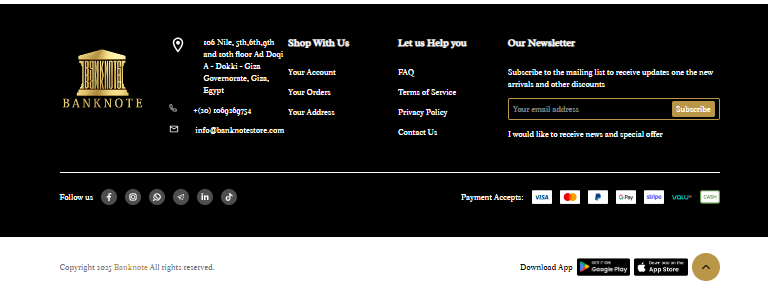 BANKNOTE
BANKNOTE
106 Nile, 5th,6th,9th
and 10th floor Ad Doqi
A - Dokki - Giza
Governorate, Giza,
Egypt
+(20) 1069269754
info@banknotestore.com
Shop With Us
Your Account
Your Orders
Your Address
Let us Help you
FAQ
Terms of Service
Privacy Policy
Contact Us
Our Newsletter
Subscribe to the mailing list to receive updates one the new
arrivals and other discounts
Your email address
Subscribe
I would like to receive news and special offer
Follow us
Payment Accepts:
VISA
G Pay
stripe
VALU
CASH
Copyright 2025 Banknote All rights reserved.
Download App
GET IT ON
Google Play
Download on the
App Store